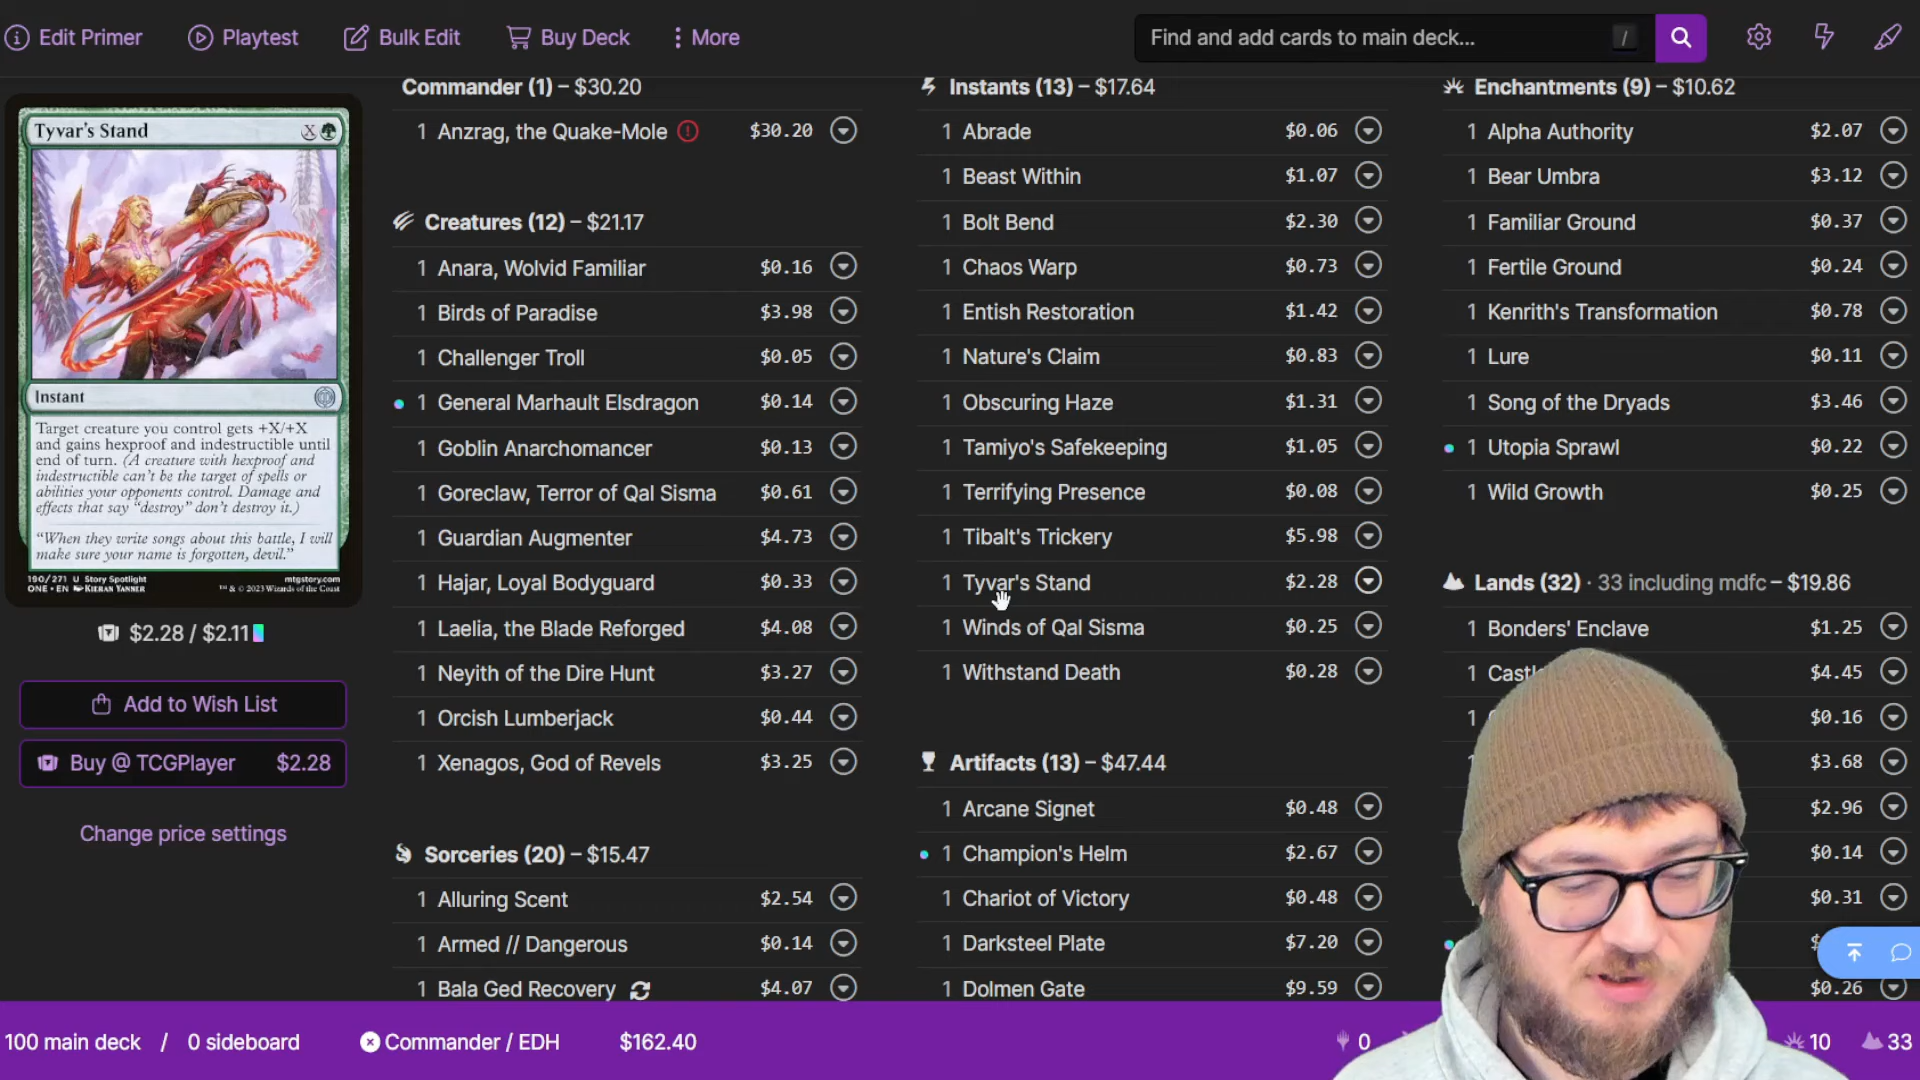 Edit Primer
Playtest
Bulk Edit
Buy Deck
More
Find and add cards to main deck...
/
Tyvar's Stand X
Instant
Target creature you control gets +X/+X
and gains hexproof and indestructible until
end of turn. (A creature with hexproof and
indestructible can't be the target of spells or
abilities your opponents control. Damage and
effects that say "destroy" don't destroy it.)
"When they write songs about this battle, I will
make sure your name is forgotten, devil."
190/271 U Story Spotlight
ONE • EN Kieran Yanner
mtgstory.com
™ & © 2023 Wizards of the Coast
$2.28 / $2.11
Add to Wish List
Buy @ TCGPlayer $2.28
Change price settings
Commander (1) – $30.20
1 Anzrag, the Quake-Mole $30.20
Creatures (12) – $21.17
1 Anara, Wolvid Familiar $0.16
1 Birds of Paradise $3.98
1 Challenger Troll $0.05
1 General Marhault Elsdragon $0.14
1 Goblin Anarchomancer $0.13
1 Goreclaw, Terror of Qal Sisma $0.61
1 Guardian Augmenter $4.73
1 Hajar, Loyal Bodyguard $0.33
1 Laelia, the Blade Reforged $4.08
1 Neyith of the Dire Hunt $3.27
1 Orcish Lumberjack $0.44
1 Xenagos, God of Revels $3.25
Sorceries (20) – $15.47
1 Alluring Scent $2.54
1 Armed // Dangerous $0.14
1 Bala Ged Recovery $4.07
Instants (13) – $17.64
1 Abrade $0.06
1 Beast Within $1.07
1 Bolt Bend $2.30
1 Chaos Warp $0.73
1 Entish Restoration $1.42
1 Nature's Claim $0.83
1 Obscuring Haze $1.31
1 Tamiyo's Safekeeping $1.05
1 Terrifying Presence $0.08
1 Tibalt's Trickery $5.98
1 Tyvar's Stand $2.28
1 Winds of Qal Sisma $0.25
1 Withstand Death $0.28
Artifacts (13) – $47.44
1 Arcane Signet $0.48
1 Champion's Helm $2.67
1 Chariot of Victory $0.48
1 Darksteel Plate $7.20
1 Dolmen Gate $9.59
Enchantments (9) – $10.62
1 Alpha Authority $2.07
1 Bear Umbra $3.12
1 Familiar Ground $0.37
1 Fertile Ground $0.24
1 Kenrith's Transformation $0.78
1 Lure $0.11
1 Song of the Dryads $3.46
1 Utopia Sprawl $0.22
1 Wild Growth $0.25
Lands (32) · 33 including mdfc – $19.86
1 Bonders' Enclave $1.25
1 $4.45
1 $0.16
$3.68
$2.96
$0.14
$0.31
$0.26
100 main deck / 0 sideboard
Commander / EDH
$162.40
0
10
33